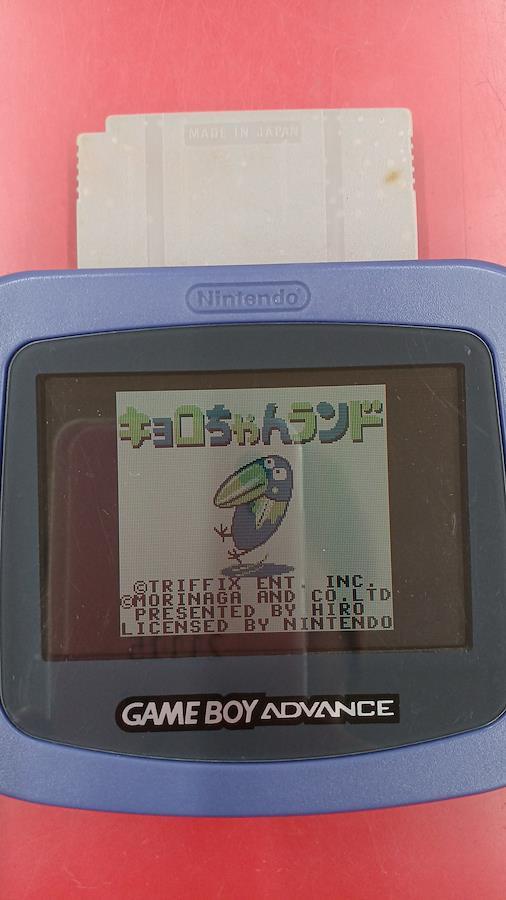 MADE IN JAPAN
Nintendo
キョロちゃんランド
©TRIFFIX ENT. INC.
©MORINAGA AND CO.LTD
PRESENTED BY HIRO
LICENSED BY NINTENDO
GAME BOY ADVANCE